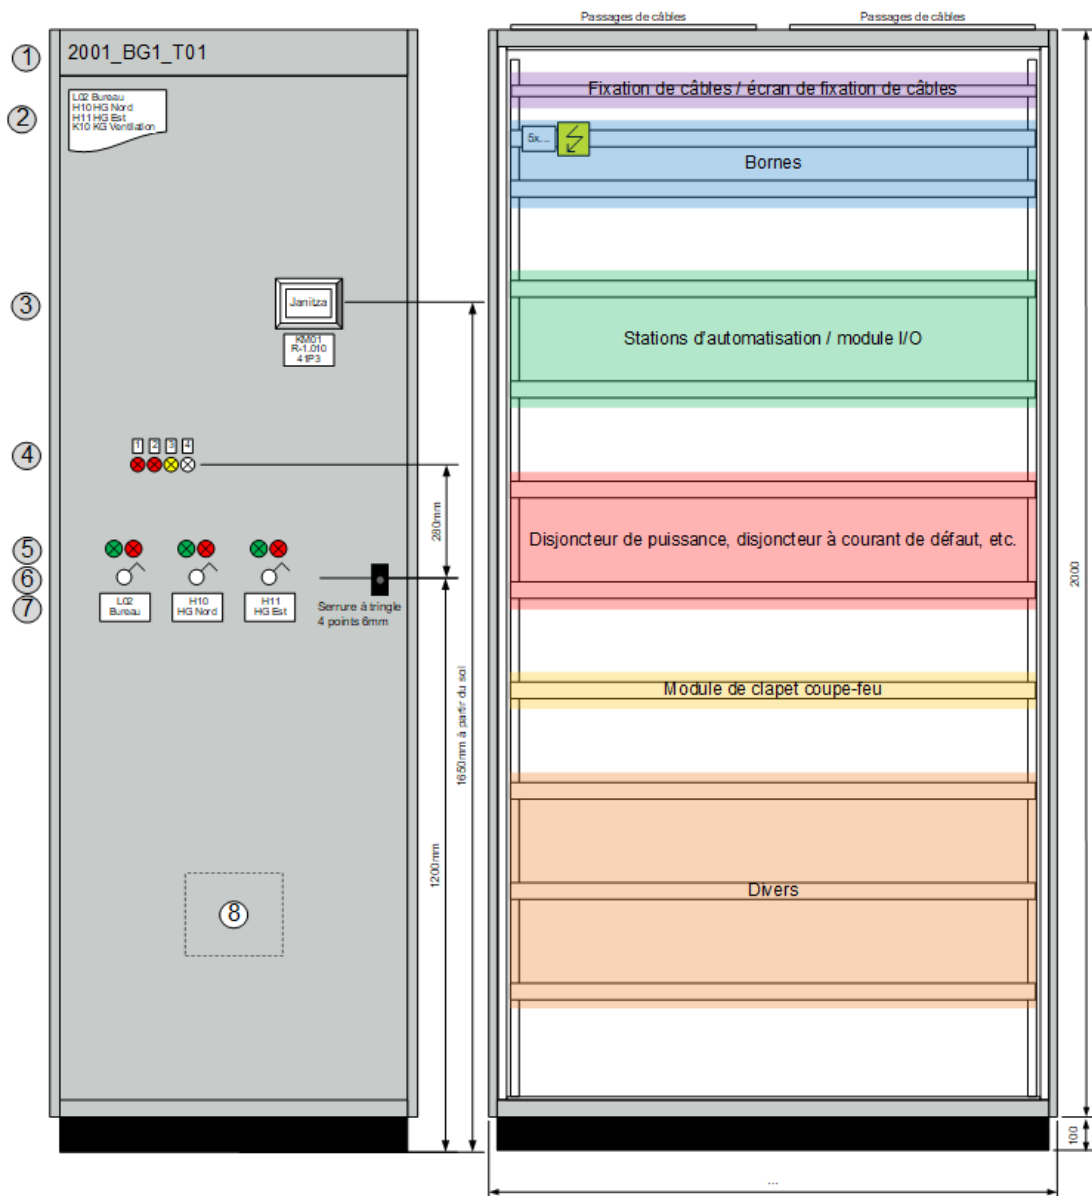 Passages de câbles
Passages de câbles
1
2001_BG1_T01
2
L02 Bureau
H10 HG Nord
H11 HG Est
K10 KG Ventilation
Fixation de câbles / écran de fixation de câbles
5x...
Bornes
3
Janitza
KM01
R-1.010
41P3
Stations d'automatisation / module I/O
4
1 2 3 4
280mm
5
6
7
L02
Bureau
H10
HG Nord
H11
HG Est
Serrure à tringle
4 points 6mm
Disjoncteur de puissance, disjoncteur à courant de défaut, etc.
2000
Module de clapet coupe-feu
1650mm à partir du sol
1200mm
Divers
8
100
...